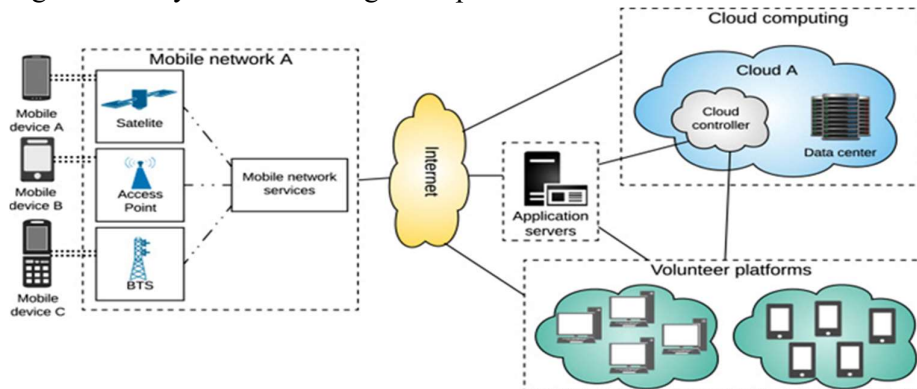 Mobile network A
Mobile
device A
Mobile
device B
Mobile
device C
Satelite
Access
Point
BTS
Mobile network
services
Internet
Application
servers
Cloud computing
Cloud A
Cloud
controller
Data center
Volunteer platforms